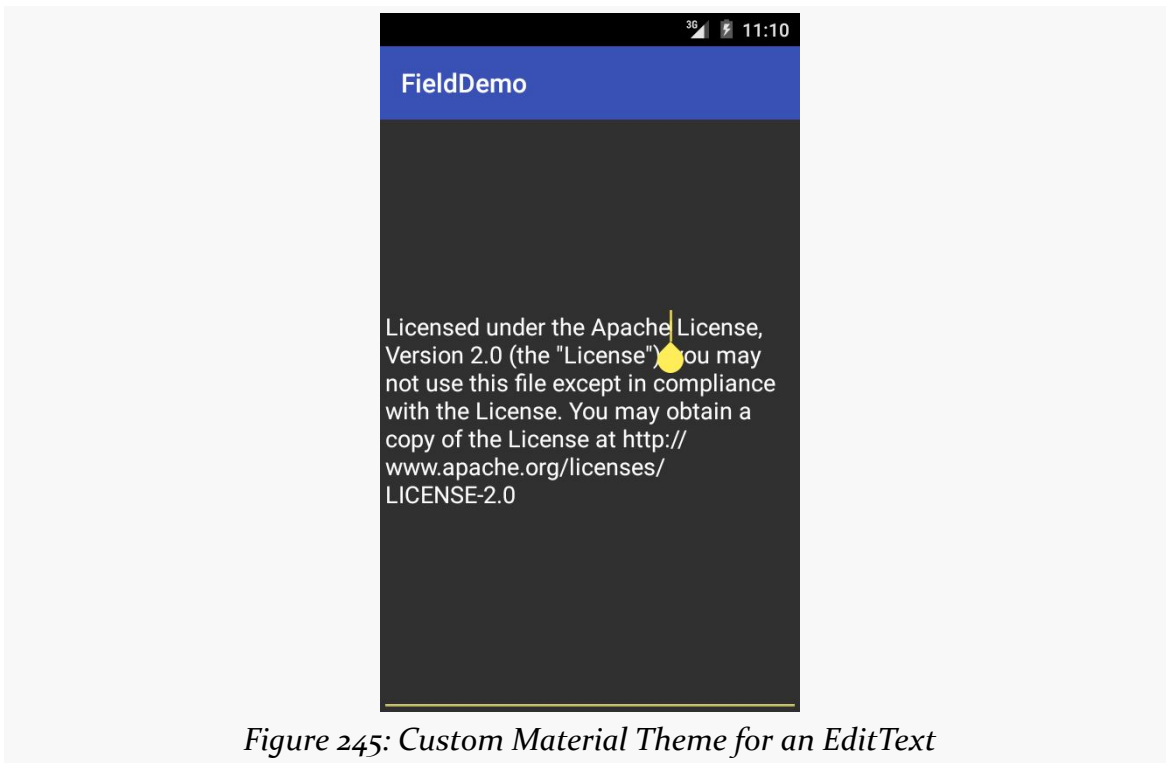 3G 11:10
FieldDemo
Licensed under the Apache License,
Version 2.0 (the "License") you may
not use this file except in compliance
with the License. You may obtain a
copy of the License at http://
www.apache.org/licenses/
LICENSE-2.0
Figure 245: Custom Material Theme for an EditText